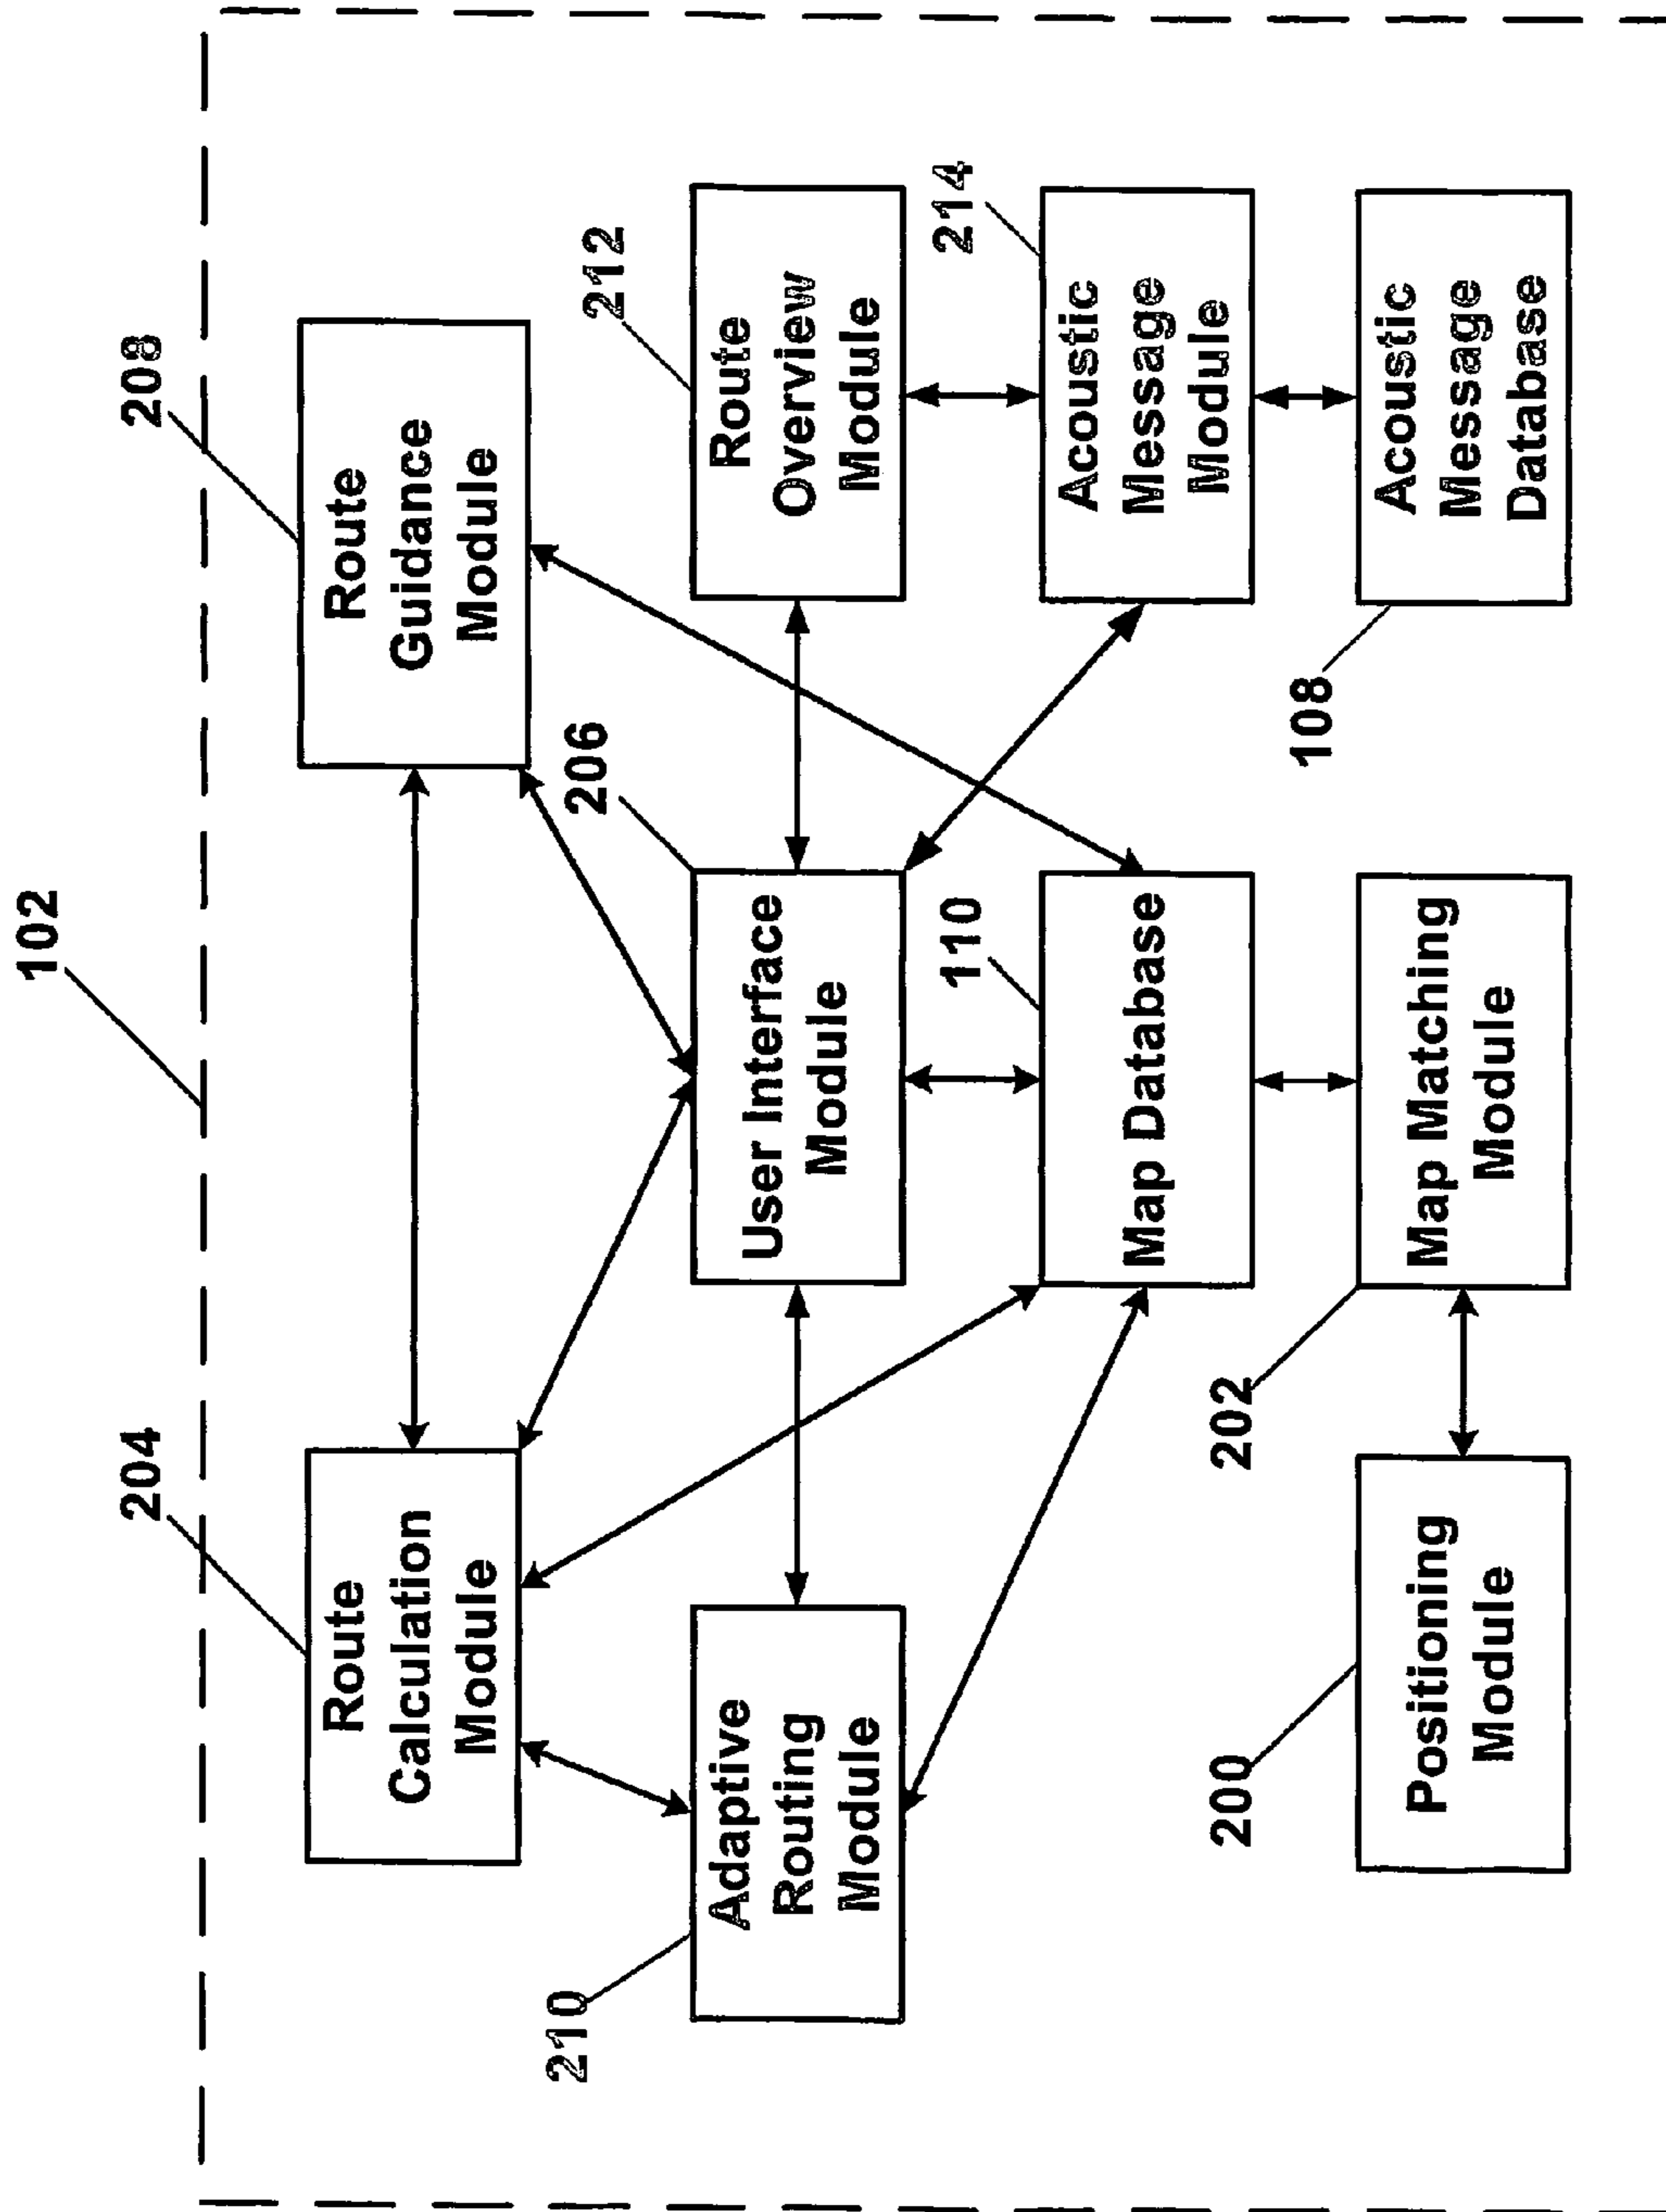 102
204
208
Route
Calculation
Module
Route
Guidance
Module
210
206
212
Adaptive
Routing
Module
User Interface
Module
Route
Overview
Module
110
214
Map Database
Acoustic
Message
Module
200
202
108
Positioning
Module
Map Matching
Module
Acoustic
Message
Database